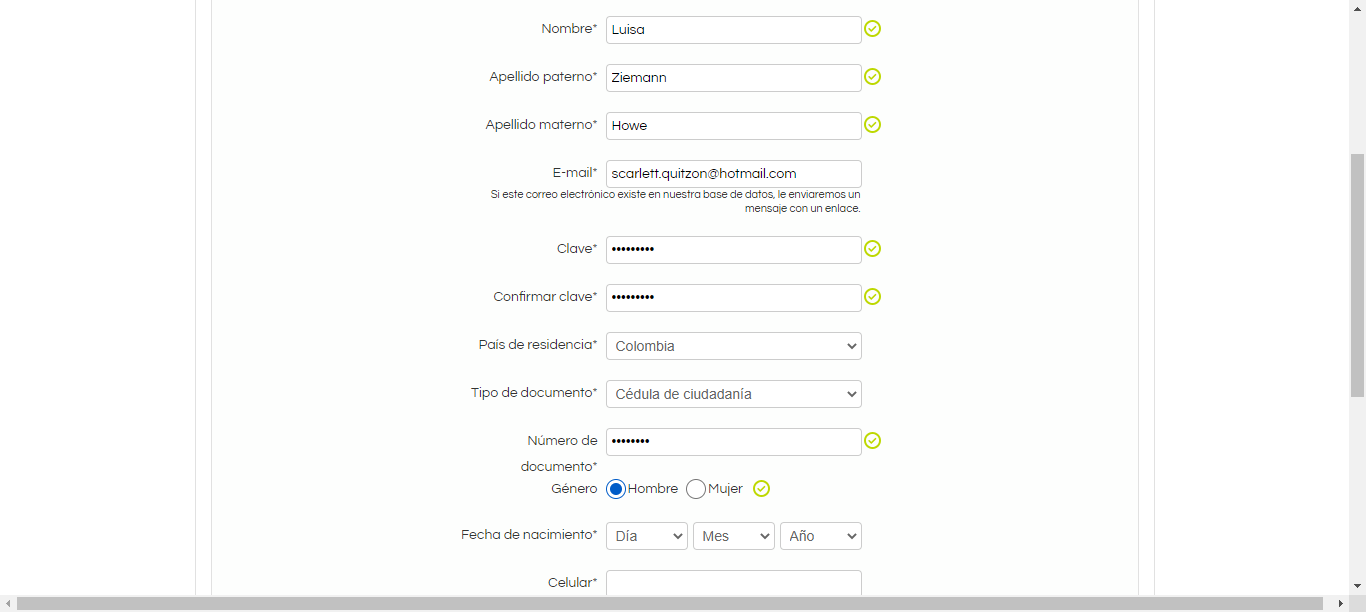 Nombre* Luisa
Apellido paterno* Ziemann
Apellido materno* Howe
E-mail* scarlett.quitzon@hotmail.com
Si este correo electrónico existe en nuestra base de datos, le enviaremos un
mensaje con un enlace.
Clave* •••••••••
Confirmar clave* •••••••••
País de residencia* Colombia
Tipo de documento* Cédula de ciudadanía
Número de ••••••••
documento*
Género Hombre Mujer
Fecha de nacimiento* Día Mes Año
Celular*